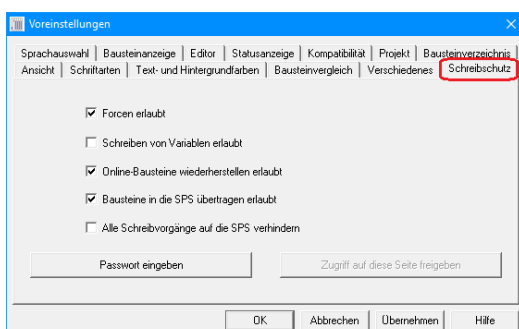 Voreinstellungen
Sprachauswahl Bausteinanzeige Editor Statusanzeige Kompatibilität Projekt Bausteinverzeichnis
Ansicht Schriftarten Text- und Hintergrundfarben Bausteinvergleich Verschiedenes Schreibschutz
Forcen erlaubt
Schreiben von Variablen erlaubt
Online-Bausteine wiederherstellen erlaubt
Bausteine in die SPS übertragen erlaubt
Alle Schreibvorgänge auf die SPS verhindern
Passwort eingeben Zugriff auf diese Seite freigeben
OK Abbrechen Übernehmen Hilfe